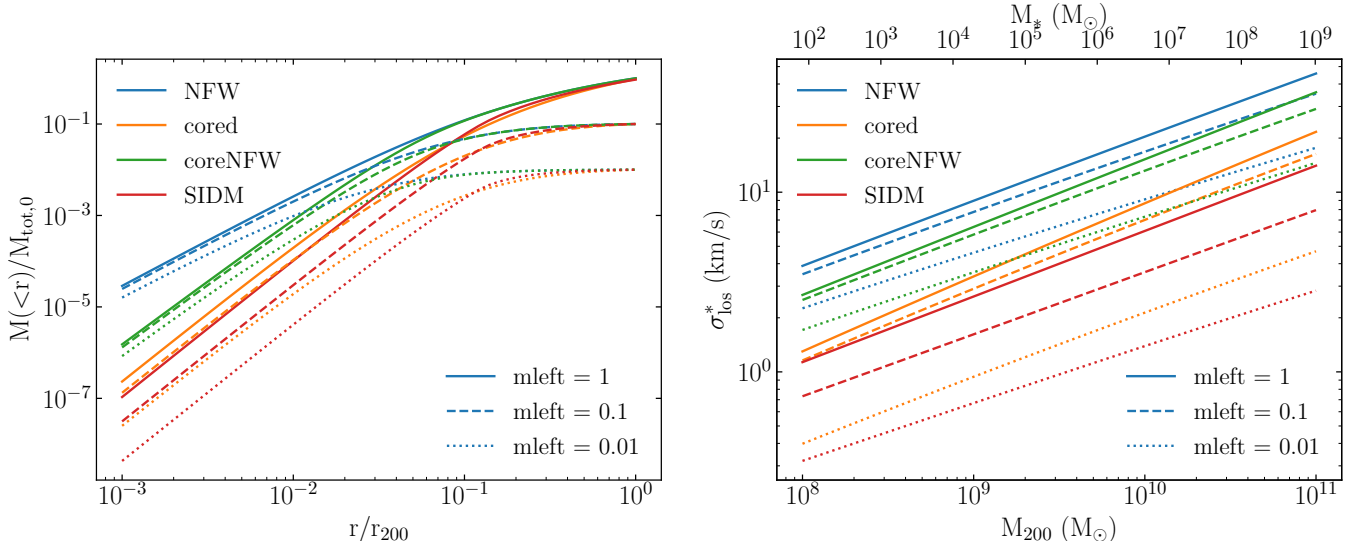 M(<r)/M_tot,0
10^-1
10^-3
10^-5
10^-7
NFW
cored
coreNFW
SIDM
mleft = 1
mleft = 0.1
mleft = 0.01
10^-3 10^-2 10^-1 10^0
r/r_200
M_* (M_⊙)
10^2 10^3 10^4 10^5 10^6 10^7 10^8 10^9
σ*_los (km/s)
10^1
10^0
NFW
cored
coreNFW
SIDM
mleft = 1
mleft = 0.1
mleft = 0.01
10^8 10^9 10^10 10^11
M_200 (M_⊙)